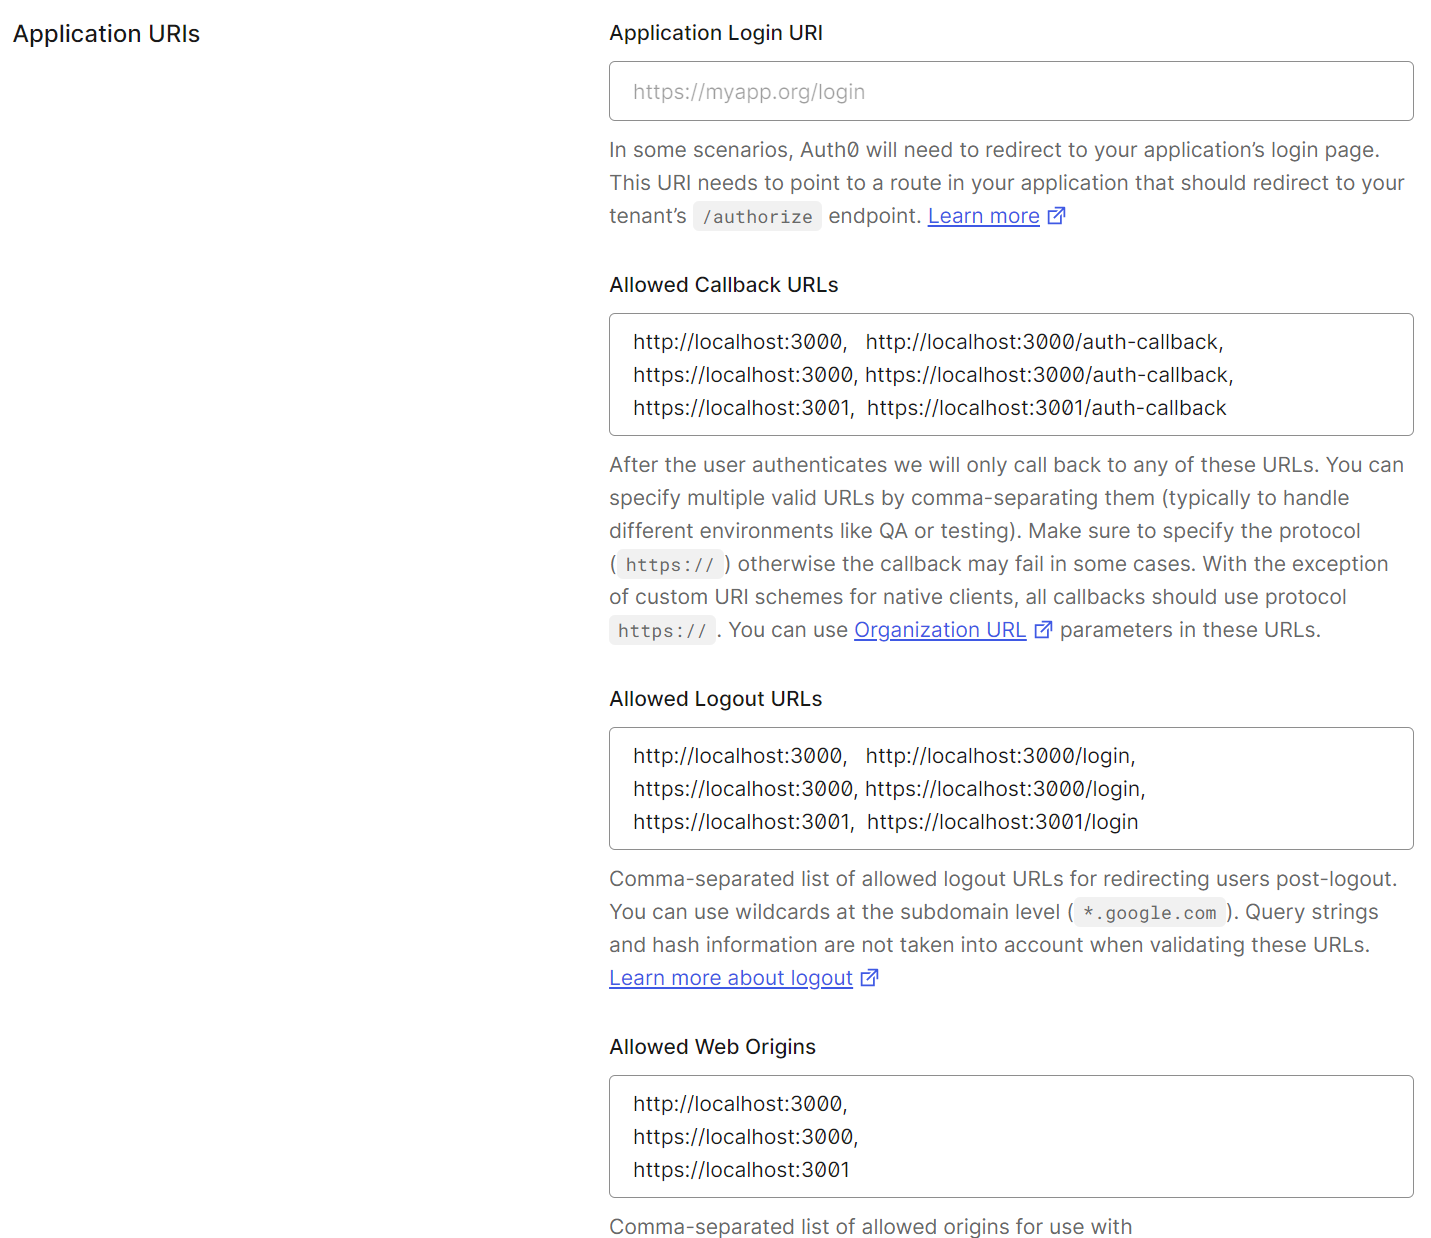 Application URIs
Application Login URI
https://myapp.org/login
In some scenarios, Auth0 will need to redirect to your application’s login page.
This URI needs to point to a route in your application that should redirect to your
tenant’s /authorize endpoint. Learn more
Allowed Callback URLs
http://localhost:3000,   http://localhost:3000/auth-callback,
https://localhost:3000, https://localhost:3000/auth-callback,
https://localhost:3001,  https://localhost:3001/auth-callback
After the user authenticates we will only call back to any of these URLs. You can
specify multiple valid URLs by comma-separating them (typically to handle
different environments like QA or testing). Make sure to specify the protocol
( https:// ) otherwise the callback may fail in some cases. With the exception
of custom URI schemes for native clients, all callbacks should use protocol
https:// . You can use Organization URL parameters in these URLs.
Allowed Logout URLs
http://localhost:3000,   http://localhost:3000/login,
https://localhost:3000, https://localhost:3000/login,
https://localhost:3001,  https://localhost:3001/login
Comma-separated list of allowed logout URLs for redirecting users post-logout.
You can use wildcards at the subdomain level ( *.google.com ). Query strings
and hash information are not taken into account when validating these URLs.
Learn more about logout
Allowed Web Origins
http://localhost:3000,
https://localhost:3000,
https://localhost:3001
Comma-separated list of allowed origins for use with